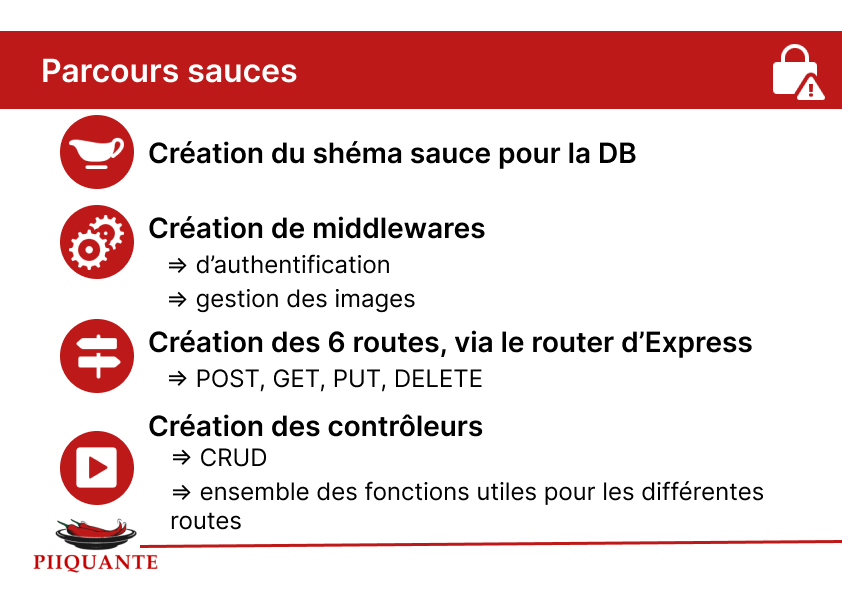 Parcours sauces
Création du shéma sauce pour la DB
Création de middlewares
⇒ d’authentification
⇒ gestion des images
Création des 6 routes, via le router d’Express
⇒ POST, GET, PUT, DELETE
Création des contrôleurs
⇒ CRUD
⇒ ensemble des fonctions utiles pour les différentes
routes
PIIQUANTE